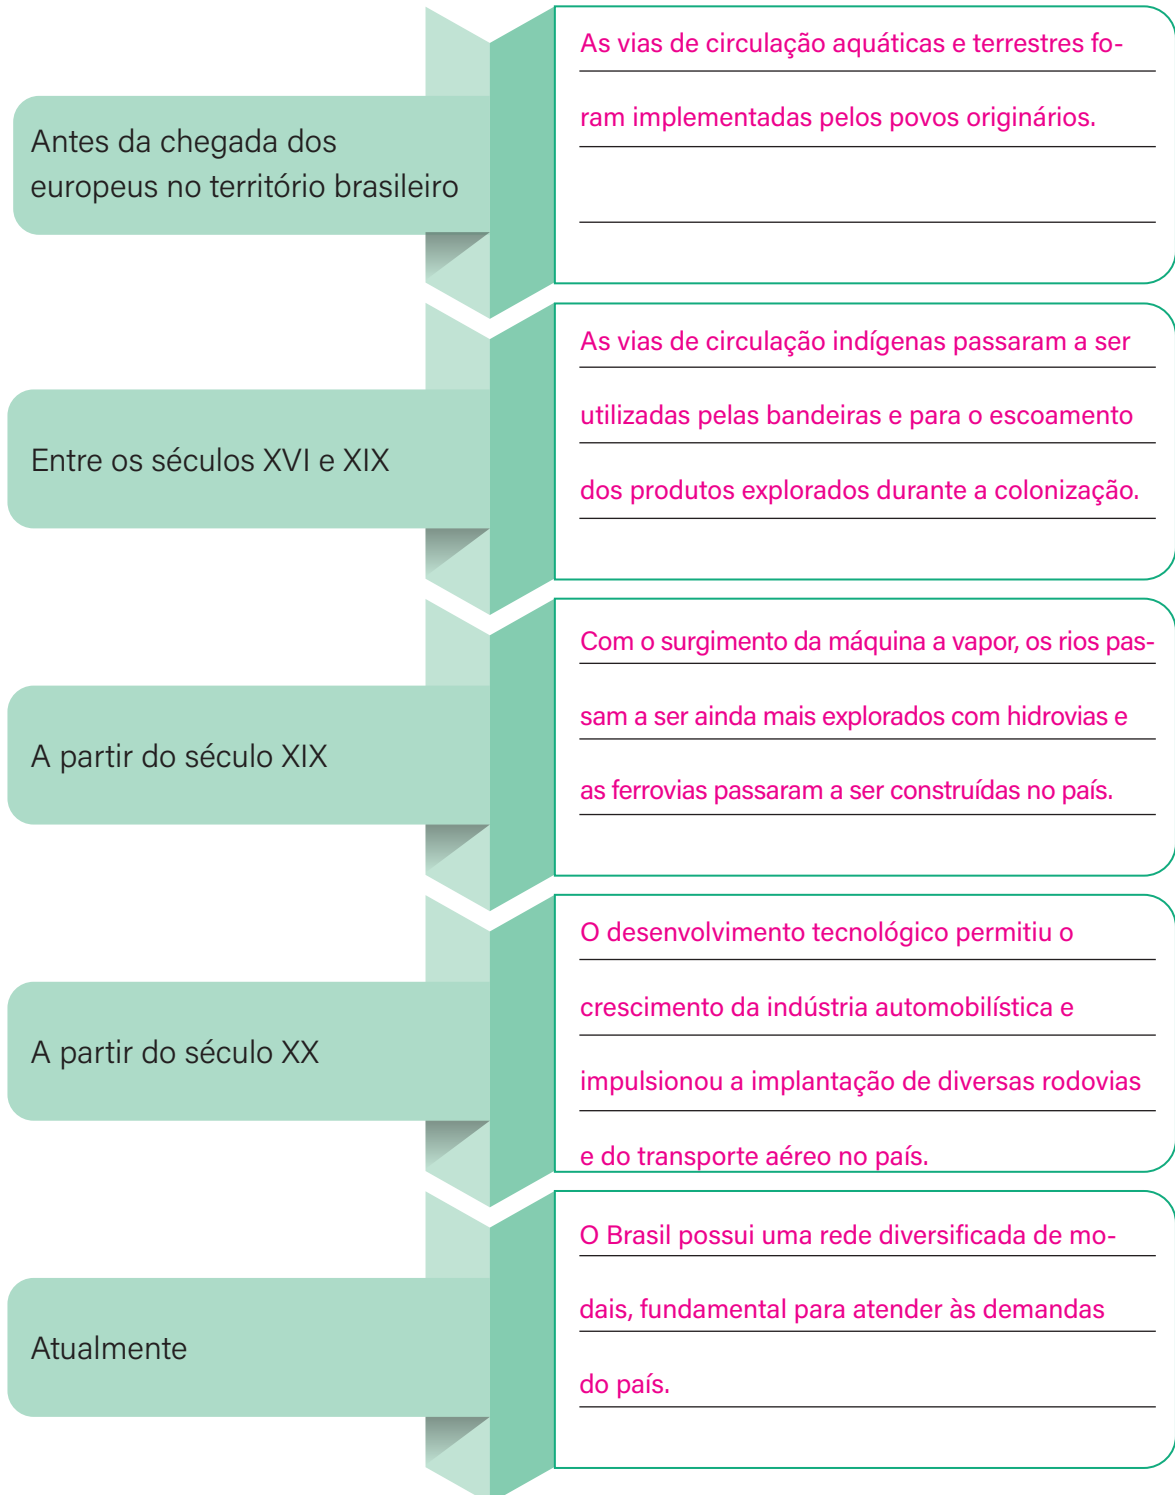 Antes da chegada dos
europeus no território brasileiro
As vias de circulação aquáticas e terrestres fo-
ram implementadas pelos povos originários.
Entre os séculos XVI e XIX
As vias de circulação indígenas passaram a ser
utilizadas pelas bandeiras e para o escoamento
dos produtos explorados durante a colonização.
A partir do século XIX
Com o surgimento da máquina a vapor, os rios pas-
sam a ser ainda mais explorados com hidrovias e
as ferrovias passaram a ser construídas no país.
A partir do século XX
O desenvolvimento tecnológico permitiu o
crescimento da indústria automobilística e
impulsionou a implantação de diversas rodovias
e do transporte aéreo no país.
Atualmente
O Brasil possui uma rede diversificada de mo-
dais, fundamental para atender às demandas
do país.